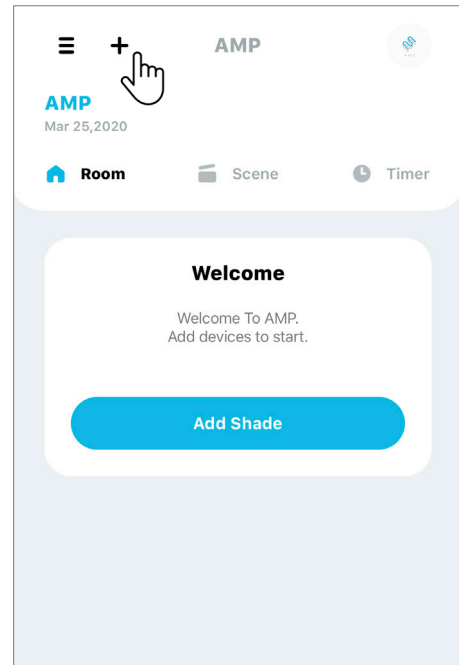 AMP
AMP
Mar 25,2020
Room
Scene
Timer
Welcome
Welcome To AMP.
Add devices to start.
Add Shade